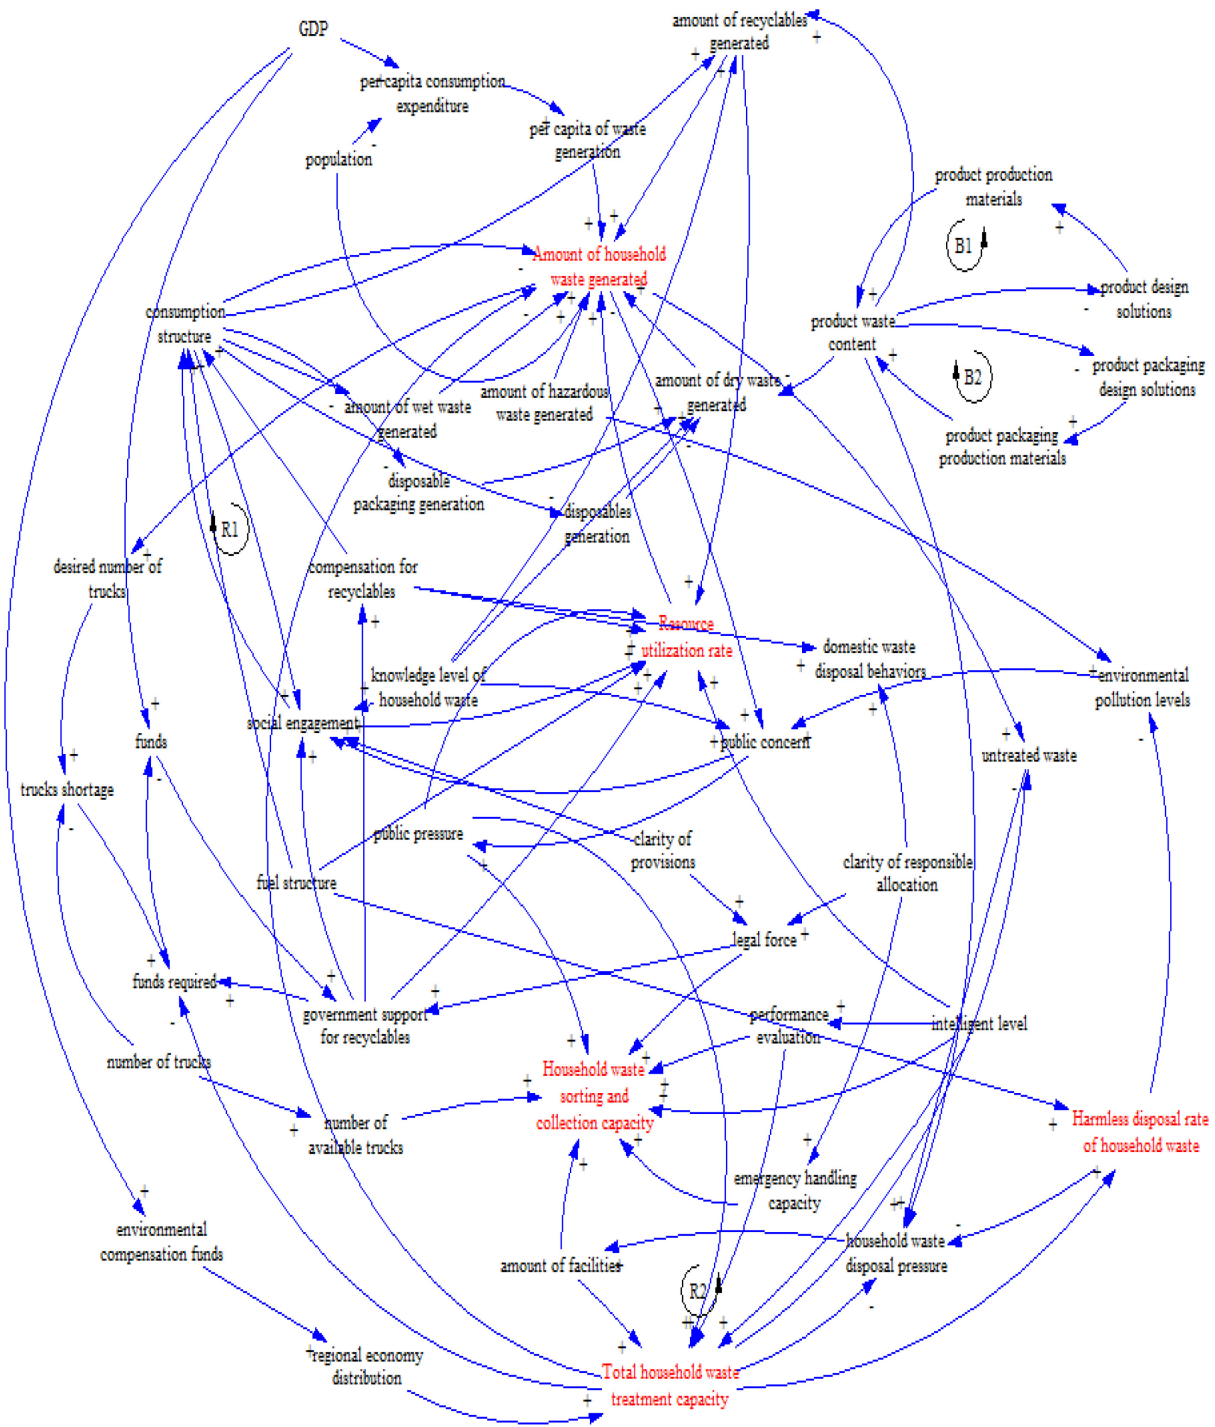 GDP
amount of recyclables
generated
per capita consumption
expenditure
per capita of waste
generation
population
product production
materials
B1
Amount of household
waste generated
product design
solutions
consumption
structure
product waste
content
product packaging
design solutions
B2
amount of hazardous
waste generated
amount of dry waste
generated
amount of wet waste
generated
product packaging
production materials
disposable
packaging generation
disposables
generation
R1
desired number of
trucks
compensation for
recyclables
Resource
utilization rate
domestic waste
disposal behaviors
knowledge level of
household waste
environmental
pollution levels
social engagement
funds
public concern
untreated waste
trucks shortage
public pressure
clarity of
provisions
clarity of responsible
allocation
fuel structure
legal force
funds required
government support
for recyclables
performance
evaluation
intelligent level
number of trucks
Household waste
sorting and
collection capacity
number of
available trucks
Harmless disposal rate
of household waste
emergency handling
capacity
environmental
compensation funds
household waste
disposal pressure
amount of facilities
R2
regional economy
distribution
Total household waste
treatment capacity